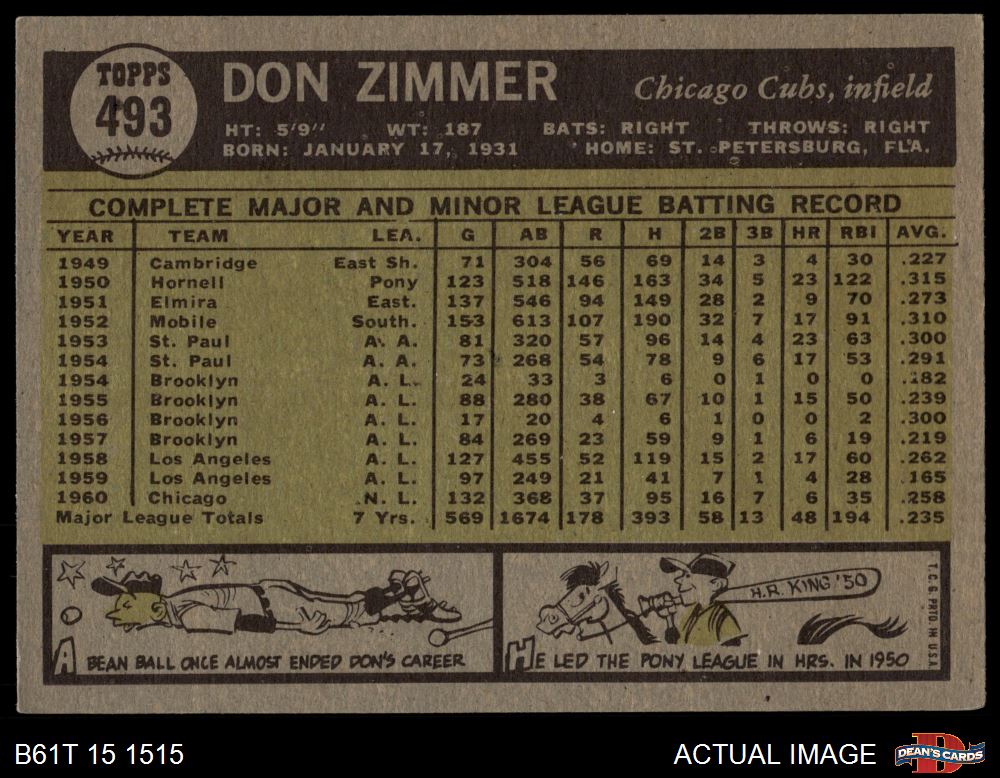 TOPPS
493
DON ZIMMER
Chicago Cubs, infield
HT: 5'9" WT: 187 BATS: RIGHT THROWS: RIGHT
BORN: JANUARY 17, 1931 HOME: ST. PETERSBURG, FLA.
COMPLETE MAJOR AND MINOR LEAGUE BATTING RECORD
YEAR TEAM LEA. G AB R H 2B 3B HR RBI AVG.
1949 Cambridge East Sh. 71 304 56 69 14 3 4 30 .227
1950 Hornell Pony 123 518 146 163 34 5 23 122 .315
1951 Elmira East. 137 546 94 149 28 2 9 70 .273
1952 Mobile South. 153 613 107 190 32 7 17 91 .310
1953 St. Paul A. A. 81 320 57 96 14 4 23 63 .300
1954 St. Paul A. A. 73 268 54 78 9 6 17 53 .291
1954 Brooklyn A. L. 24 33 3 6 0 1 0 0 .182
1955 Brooklyn A. L. 88 280 38 67 10 1 15 50 .239
1956 Brooklyn A. L. 17 20 4 6 1 0 0 2 .300
1957 Brooklyn A. L. 84 269 23 59 9 1 6 19 .219
1958 Los Angeles A. L. 127 455 52 119 15 2 17 60 .262
1959 Los Angeles A. L. 97 249 21 41 7 1 4 28 .165
1960 Chicago N. L. 132 368 37 95 16 7 6 35 .258
Major League Totals 7 Yrs. 569 1674 178 393 58 13 48 194 .235
A BEAN BALL ONCE ALMOST ENDED DON'S CAREER
H.R. KING '50
HE LED THE PONY LEAGUE IN HRS. IN 1950
T.C.G. PRTD. IN U.S.A.
B61T 15 1515
ACTUAL IMAGE
D
DEAN'S CARDS